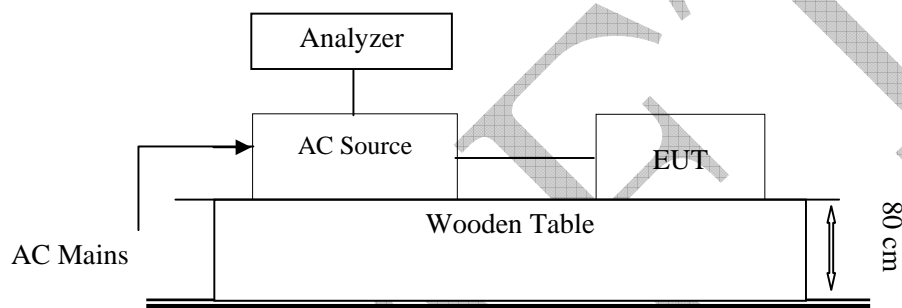 Analyzer
AC Source
EUT
Wooden Table
AC Mains
80 cm